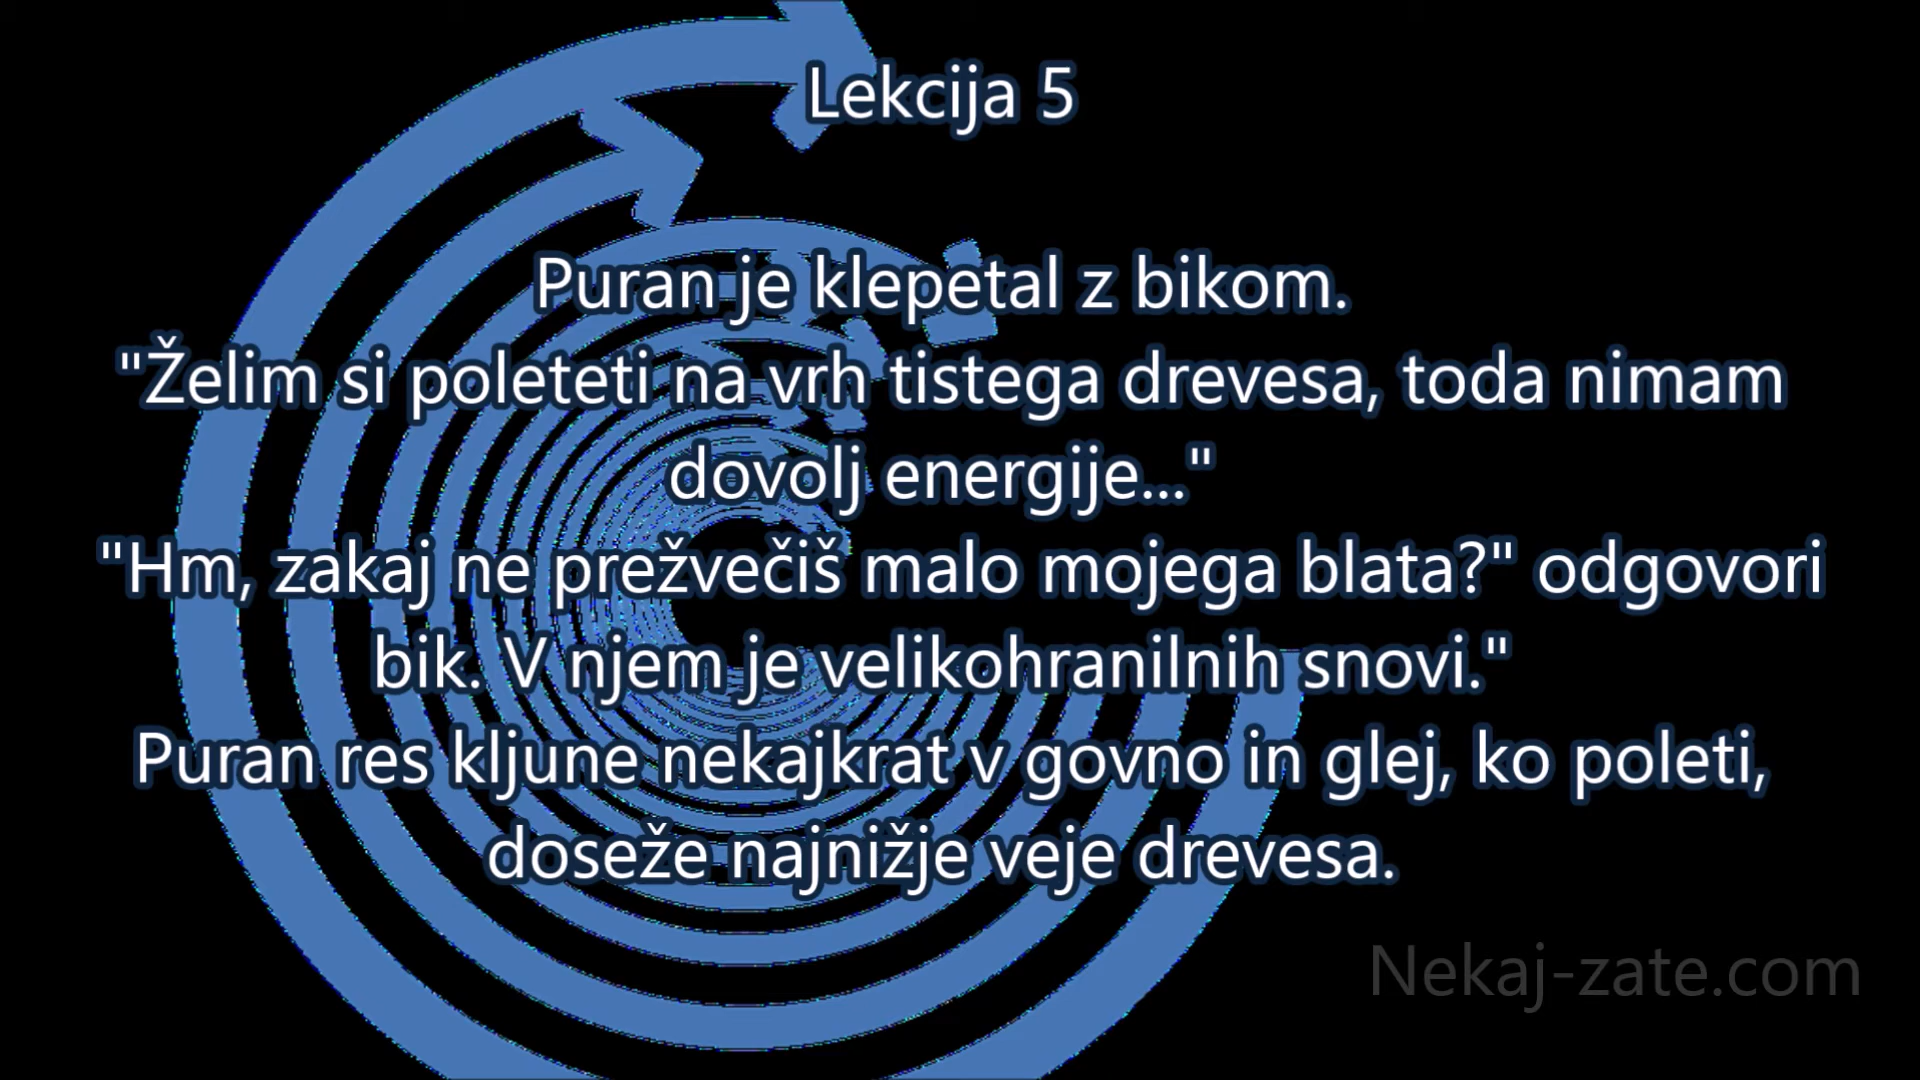 Lekcija 5
Puran je klepetal z bikom.
"Želim si poleteti na vrh tistega drevesa, toda nimam
dovolj energije..."
"Hm, zakaj ne prežvečiš malo mojega blata?" odgovori
bik. V njem je velikohranilnih snovi."
Puran res kljune nekajkrat v govno in glej, ko poleti,
doseže najnižje veje drevesa.
Nekaj-zate.com